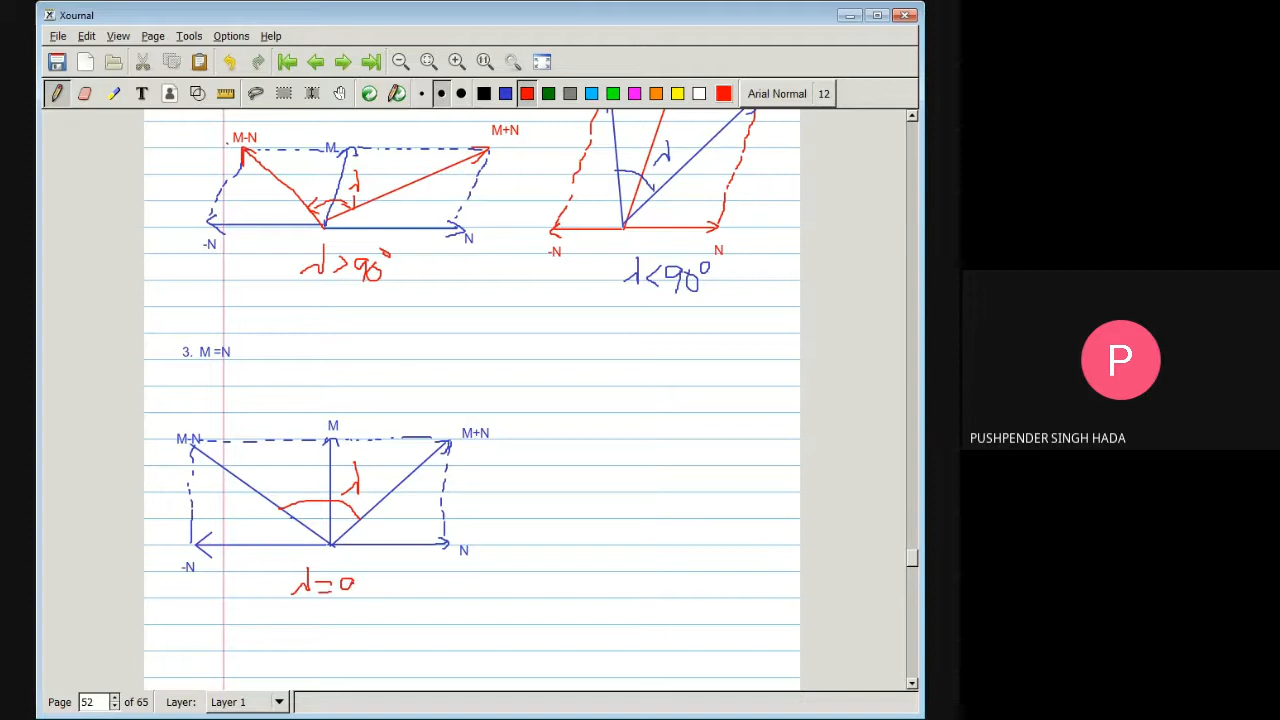 Xournal
File Edit View Page Tools Options Help
Arial Normal 12
M-N M M+N
λ λ
-N N -N N
λ>90° λ<90°
3. M =N
M-N M M+N
λ
-N N
λ=0
Page 52 of 65 Layer: Layer 1
P
PUSHPENDER SINGH HADA